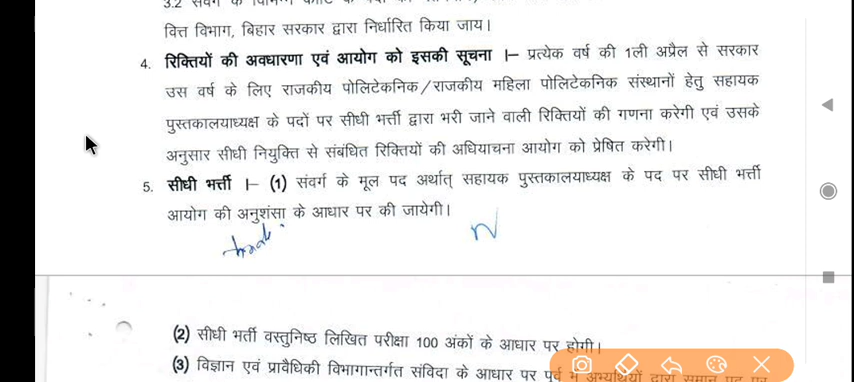 वित्त विभाग, बिहार सरकार द्वारा निर्धारित किया जाय।
4. रिक्तियों की अवधारणा एवं आयोग को इसकी सूचना ।– प्रत्येक वर्ष की 1ली अप्रैल से सरकार
उस वर्ष के लिए राजकीय पोलिटेकनिक/राजकीय महिला पोलिटेकनिक संस्थानों हेतु सहायक
पुस्तकालयाध्यक्ष के पदों पर सीधी भर्त्ती द्वारा भरी जाने वाली रिक्तियों की गणना करेगी एवं उसके
अनुसार सीधी नियुक्ति से संबंधित रिक्तियों की अधियाचना आयोग को प्रेषित करेगी।
5. सीधी भर्त्ती ।– (1) संवर्ग के मूल पद अर्थात् सहायक पुस्तकालयाध्यक्ष के पद पर सीधी भर्त्ती
आयोग की अनुशंसा के आधार पर की जायेगी।
(2) सीधी भर्ती वस्तुनिष्ठ लिखित परीक्षा 100 अंकों के आधार पर होगी।
(3) विज्ञान एवं प्रावैधिकी विभागान्तर्गत संविदा के आधार पर पूर्व